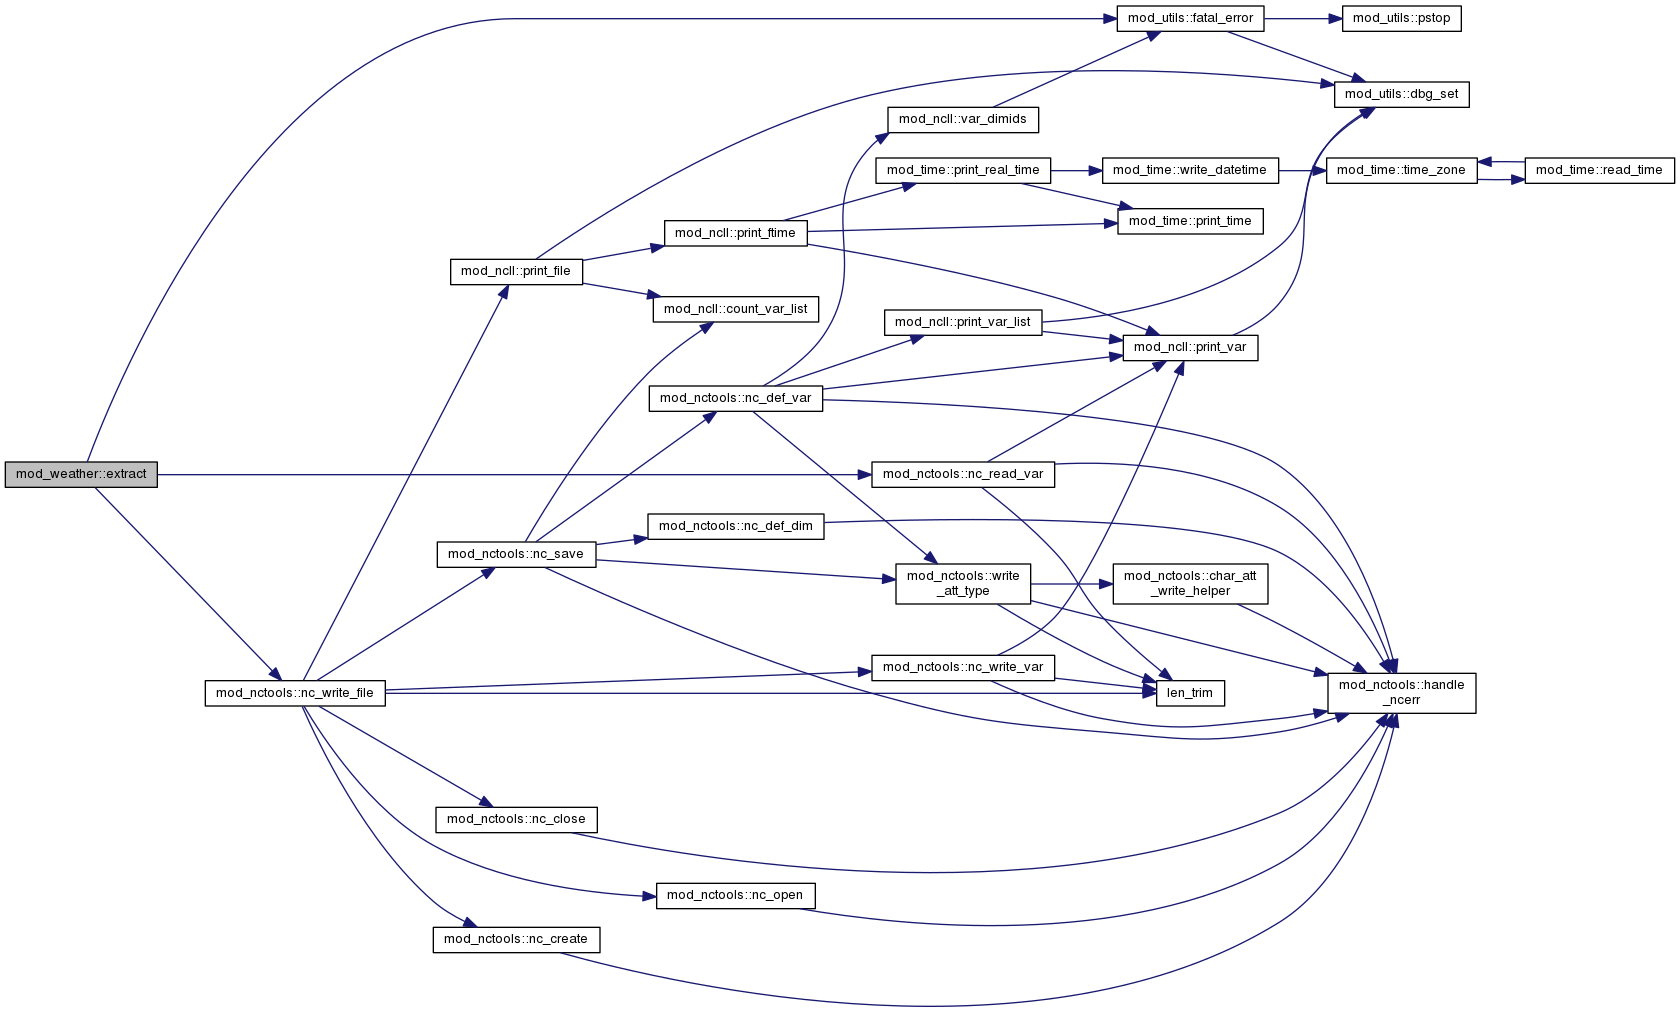 mod_utils::fatal_error
mod_utils::pstop
mod_utils::dbg_set
mod_ncll::var_dimids
mod_time::print_real_time
mod_time::write_datetime
mod_time::time_zone
mod_time::read_time
mod_time::print_time
mod_ncll::print_ftime
mod_ncll::print_file
mod_ncll::count_var_list
mod_ncll::print_var_list
mod_ncll::print_var
mod_nctools::nc_def_var
mod_weather::extract
mod_nctools::nc_read_var
mod_nctools::nc_def_dim
mod_nctools::nc_save
mod_nctools::write
_att_type
mod_nctools::char_att
_write_helper
mod_nctools::nc_write_var
mod_nctools::nc_write_file
len_trim
mod_nctools::handle
_ncerr
mod_nctools::nc_close
mod_nctools::nc_open
mod_nctools::nc_create